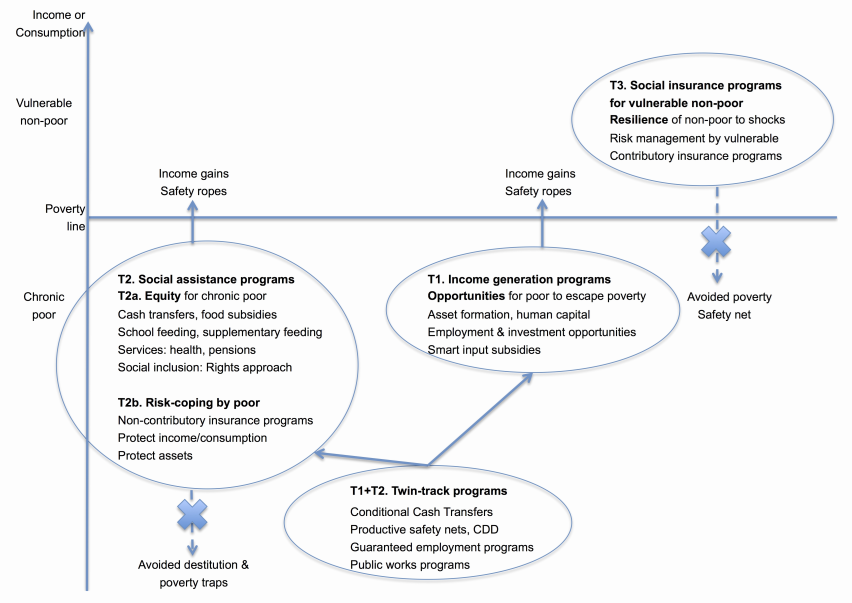 Income or
Consumption
Vulnerable
non-poor
Poverty
line
Chronic
poor
T3. Social insurance programs
for vulnerable non-poor
Resilience of non-poor to shocks
Risk management by vulnerable
Contributory insurance programs
Income gains
Safety ropes
Income gains
Safety ropes
Avoided poverty
Safety net
T2. Social assistance programs
T2a. Equity for chronic poor
Cash transfers, food subsidies
School feeding, supplementary feeding
Services: health, pensions
Social inclusion: Rights approach
T2b. Risk-coping by poor
Non-contributory insurance programs
Protect income/consumption
Protect assets
T1. Income generation programs
Opportunities for poor to escape poverty
Asset formation, human capital
Employment & investment opportunities
Smart input subsidies
T1+T2. Twin-track programs
Conditional Cash Transfers
Productive safety nets, CDD
Guaranteed employment programs
Public works programs
Avoided destitution &
poverty traps